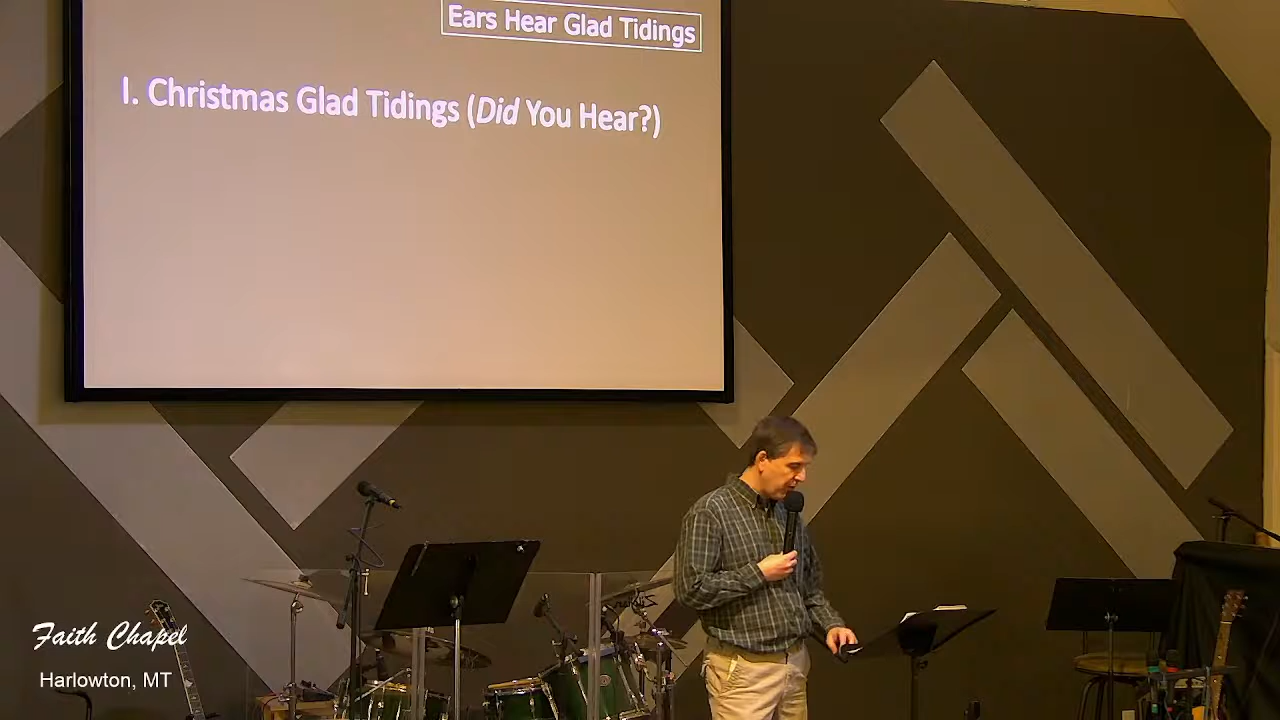 Ears Hear Glad Tidings
I. Christmas Glad Tidings (Did You Hear?)
Faith Chapel
Harlowton, MT